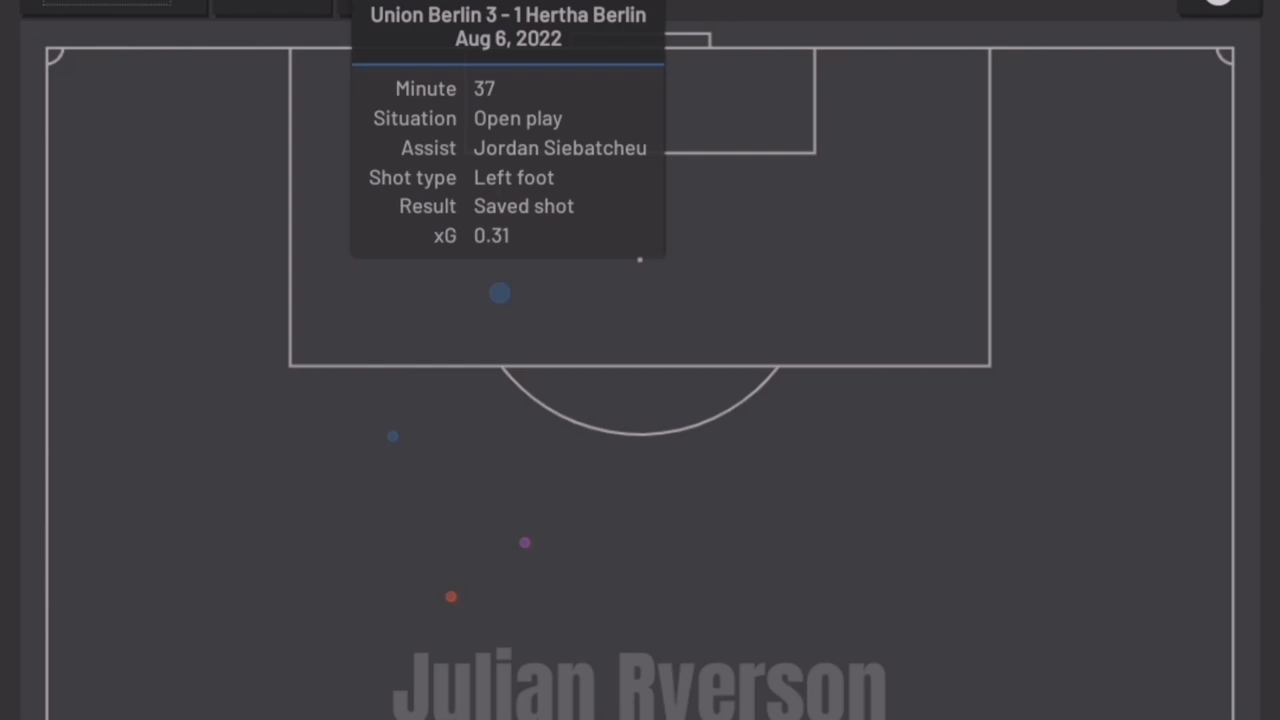 Union Berlin 3 - 1 Hertha Berlin
Aug 6, 2022
Minute 37
Situation Open play
Assist Jordan Siebatcheu
Shot type Left foot
Result Saved shot
xG 0.31
Julian Ryerson